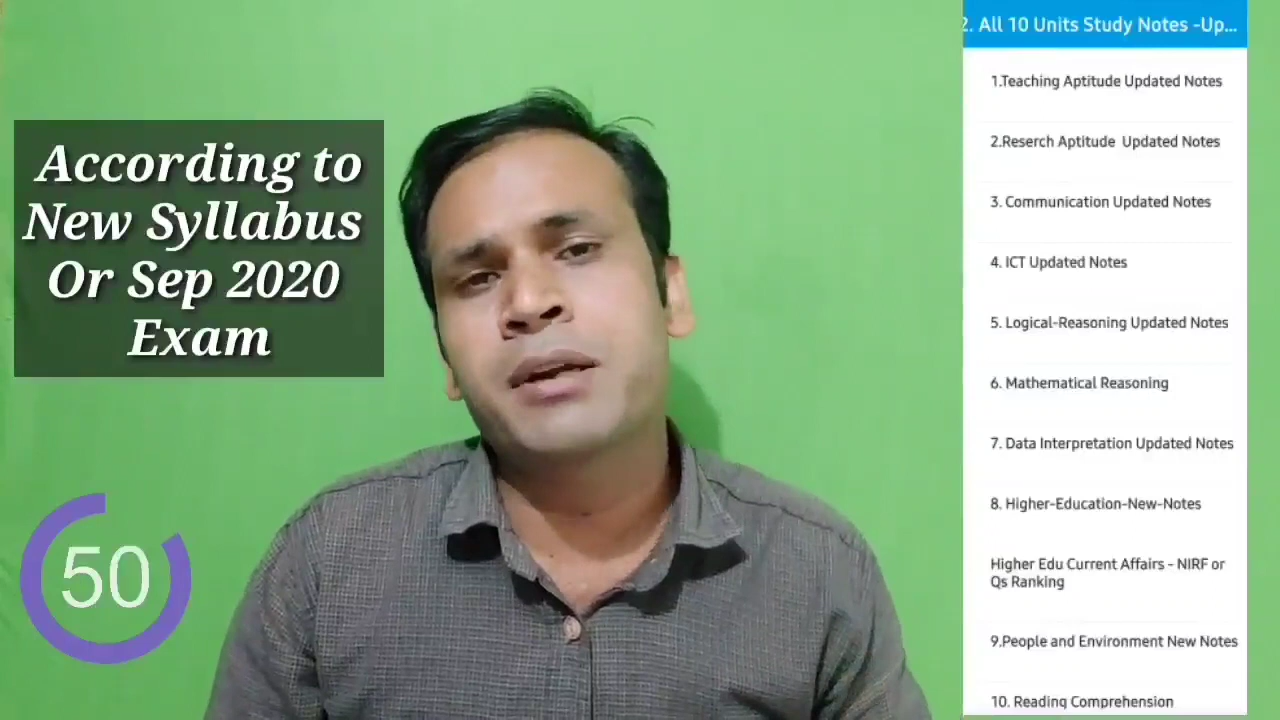 According to
New Syllabus
Or Sep 2020
Exam
50
2. All 10 Units Study Notes -Up...
1.Teaching Aptitude Updated Notes
2.Reserch Aptitude Updated Notes
3. Communication Updated Notes
4. ICT Updated Notes
5. Logical-Reasoning Updated Notes
6. Mathematical Reasoning
7. Data Interpretation Updated Notes
8. Higher-Education-New-Notes
Higher Edu Current Affairs - NIRF or
Qs Ranking
9.People and Environment New Notes
10. Reading Comprehension